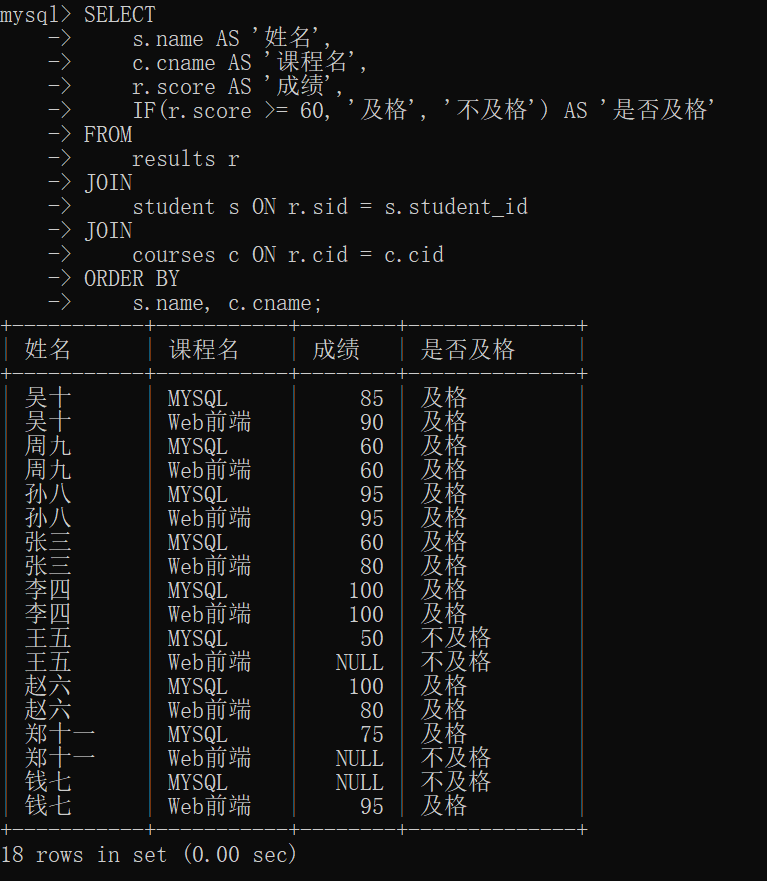 mysql> SELECT
    ->     s.name AS '姓名',
    ->     c.cname AS '课程名',
    ->     r.score AS '成绩',
    ->     IF(r.score >= 60, '及格', '不及格') AS '是否及格'
    -> FROM
    ->     results r
    -> JOIN
    ->     student s ON r.sid = s.student_id
    -> JOIN
    ->     courses c ON r.cid = c.cid
    -> ORDER BY
    ->     s.name, c.cname;
+-----------+-----------+--------+--------------+
| 姓名      | 课程名    | 成绩   | 是否及格     |
+-----------+-----------+--------+--------------+
| 吴十      | MYSQL     |     85 | 及格         |
| 吴十      | Web前端   |     90 | 及格         |
| 周九      | MYSQL     |     60 | 及格         |
| 周九      | Web前端   |     60 | 及格         |
| 孙八      | MYSQL     |     95 | 及格         |
| 孙八      | Web前端   |     95 | 及格         |
| 张三      | MYSQL     |     60 | 及格         |
| 张三      | Web前端   |     80 | 及格         |
| 李四      | MYSQL     |    100 | 及格         |
| 李四      | Web前端   |    100 | 及格         |
| 王五      | MYSQL     |     50 | 不及格       |
| 王五      | Web前端   |   NULL | 不及格       |
| 赵六      | MYSQL     |    100 | 及格         |
| 赵六      | Web前端   |     80 | 及格         |
| 郑十一    | MYSQL     |     75 | 及格         |
| 郑十一    | Web前端   |   NULL | 不及格       |
| 钱七      | MYSQL     |   NULL | 不及格       |
| 钱七      | Web前端   |     95 | 及格         |
+-----------+-----------+--------+--------------+
18 rows in set (0.00 sec)